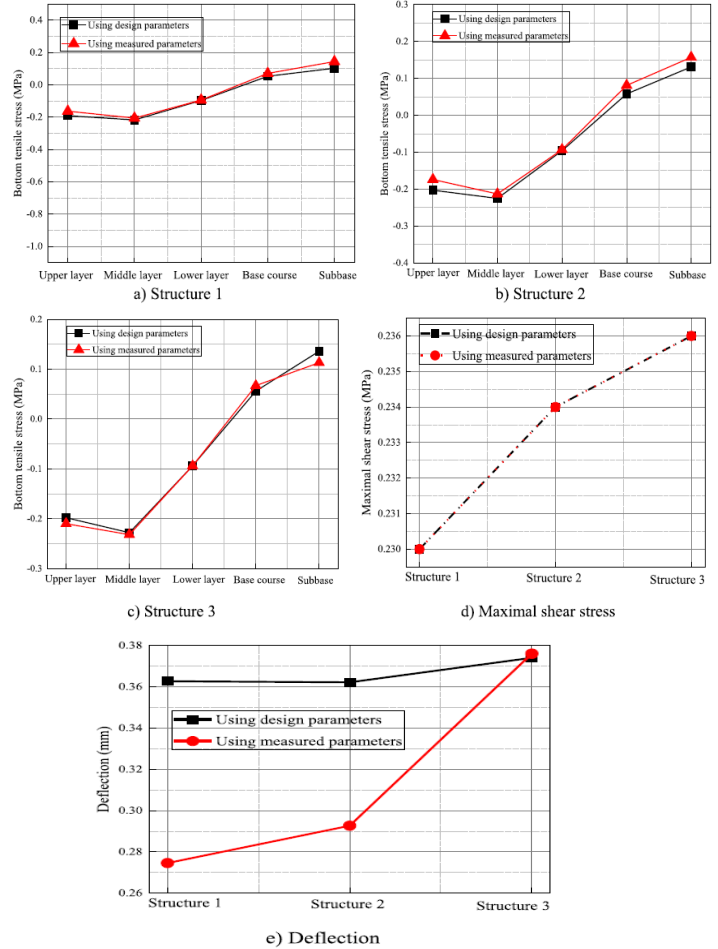 Using design parameters
Using measured parameters
Bottom tensile stress (MPa)
0.4
0.2
0.0
-0.2
-0.4
-0.6
-0.8
-1.0
Upper layer Middle layer Lower layer Base course Subbase
a) Structure 1
Using design parameters
Using measured parameters
Bottom tensile stress (MPa)
0.3
0.2
0.1
0.0
-0.1
-0.2
-0.3
-0.4
Upper layer Middle layer Lower layer Base course Subbase
b) Structure 2
Using design parameters
Using measured parameters
Bottom tensile stress (MPa)
0.2
0.1
0.0
-0.1
-0.2
-0.3
Upper layer Middle layer Lower layer Base course Subbase
c) Structure 3
Using design parameters
Using measured parameters
Maximal shear stress (MPa)
0.236
0.235
0.234
0.233
0.232
0.231
0.230
Structure 1 Structure 2 Structure 3
d) Maximal shear stress
Using design parameters
Using measured parameters
Deflection (mm)
0.38
0.36
0.34
0.32
0.30
0.28
0.26
Structure 1 Structure 2 Structure 3
e) Deflection